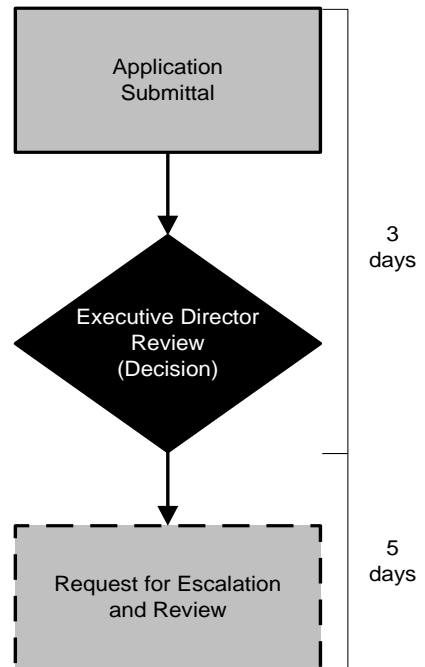 Application
Submittal
3
days
Executive Director
Review
(Decision)
5
days
Request for Escalation
and Review